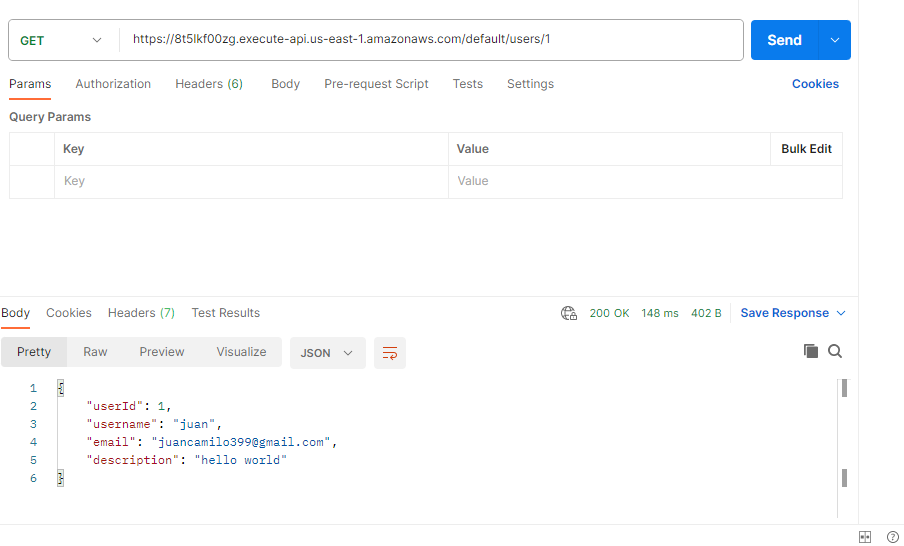 GET https://8t5lkf00zg.execute-api.us-east-1.amazonaws.com/default/users/1 Send
Params Authorization Headers (6) Body Pre-request Script Tests Settings Cookies
Query Params
Key Value Bulk Edit
Key Value
Body Cookies Headers (7) Test Results 200 OK 148 ms 402 B Save Response
Pretty Raw Preview Visualize JSON
1 {
2 "userId": 1,
3 "username": "juan",
4 "email": "juancamilo399@gmail.com",
5 "description": "hello world"
6 }